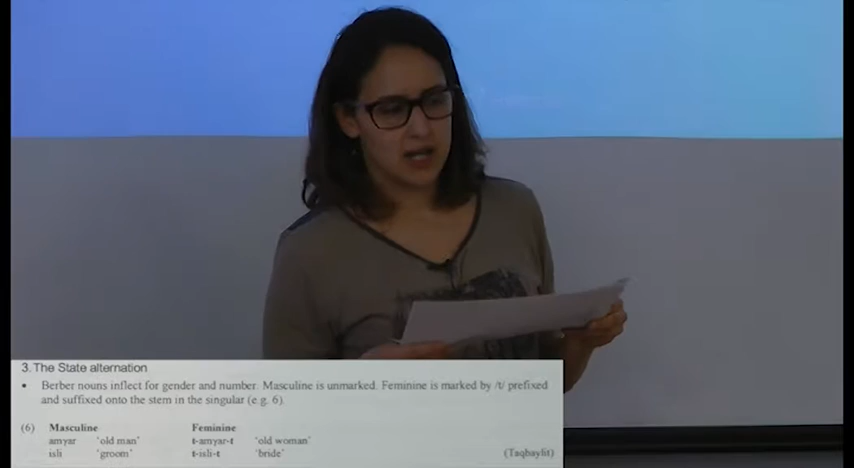 3. The State alternation
• Berber nouns inflect for gender and number. Masculine is unmarked. Feminine is marked by /t/ prefixed
and suffixed onto the stem in the singular (e.g. 6).
(6) Masculine Feminine
amyar ‘old man’ t-amyar-t ‘old woman’
isli ‘groom’ t-isli-t ‘bride’ (Taqbaylit)